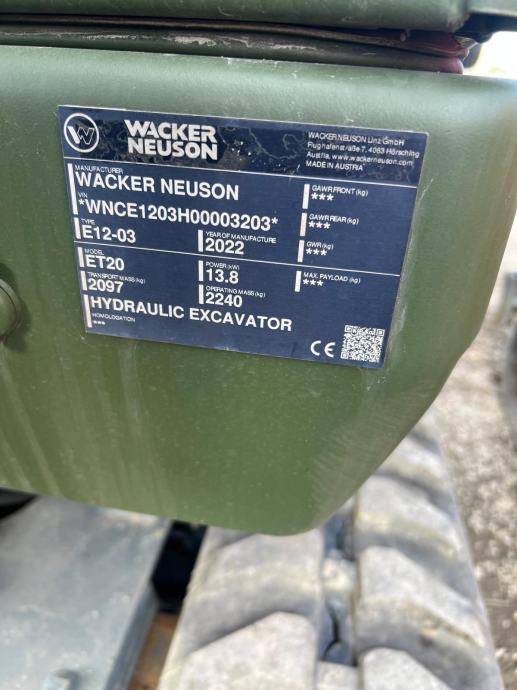 WACKER
NEUSON
WACKER NEUSON Linz GmbH
Flughafenstraße 7, 4063 Hörsching
Austria, www.wackerneuson.com
MADE IN AUSTRIA
MANUFACTURER
WACKER NEUSON
VIN
*WNCE1203H00003203*
TYPE
E12-03
YEAR OF MANUFACTURE
2022
MODEL
ET20
POWER (kW)
13.8
TRANSPORT MASS (kg)
2097
OPERATING MASS (kg)
2240
HYDRAULIC EXCAVATOR
HOMOLOGATION
***
GAWR FRONT (kg)
***
GAWR REAR (kg)
***
GWR (kg)
***
MAX. PAYLOAD (kg)
***
CE